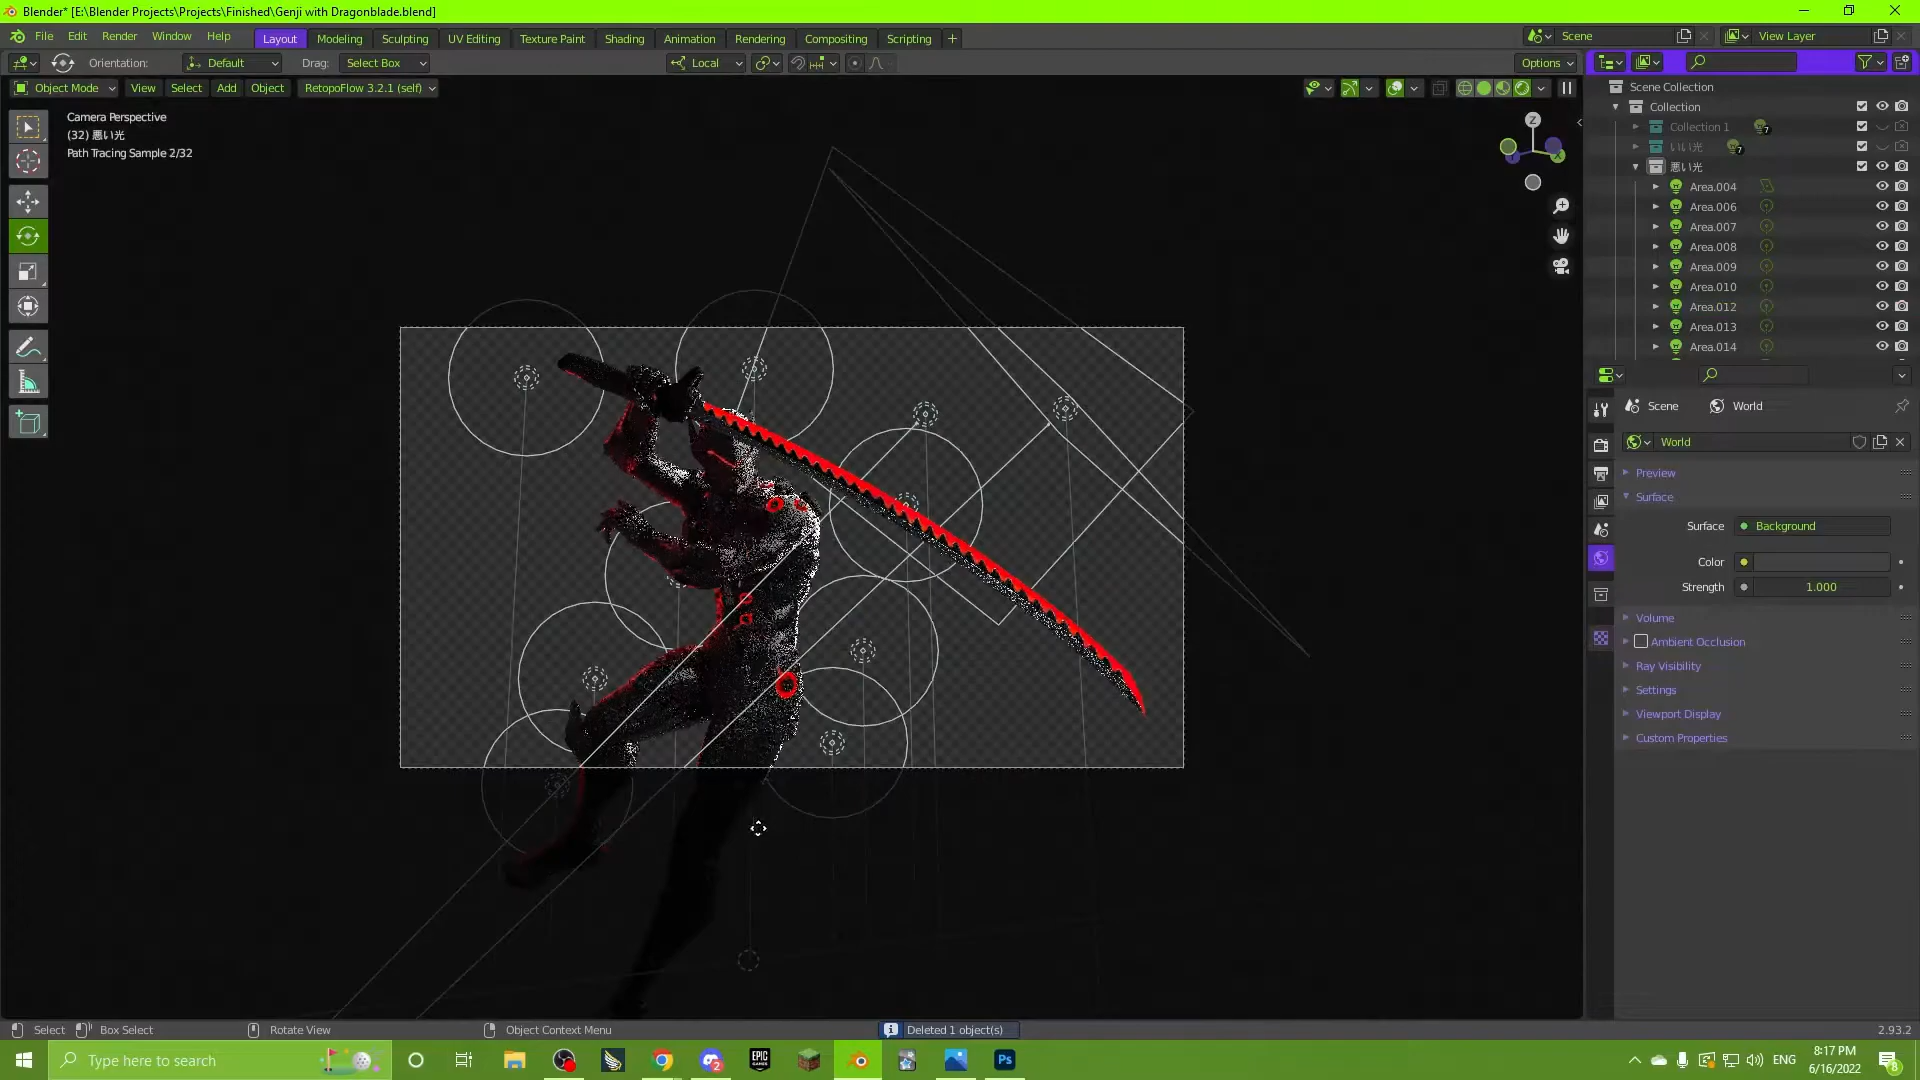 Blender* [E:\Blender Projects\Projects\Finished\Genji with Dragonblade.blend]
File Edit Render Window Help Layout Modeling Sculpting UV Editing Texture Paint Shading Animation Rendering Compositing Scripting + Scene View Layer
Orientation: Default Drag: Select Box Local Options
Object Mode View Select Add Object RetopoFlow 3.2.1 (self)
Camera Perspective
(32) 悪い光
Path Tracing Sample 2/32
Z
X
Scene Collection
Collection
Collection 1 7
いい光 7
悪い光
Area.004
Area.006
Area.007
Area.008
Area.009
Area.010
Area.012
Area.013
Area.014
Scene World
World
Preview
Surface
Surface Background
Color
Strength 1.000
Volume
Ambient Occlusion
Ray Visibility
Settings
Viewport Display
Custom Properties
Select Box Select Rotate View Object Context Menu Deleted 1 object(s) 2.93.2
Type here to search
2
EPIC GAMES
Ps
ENG
8:17 PM
6/16/2022
8